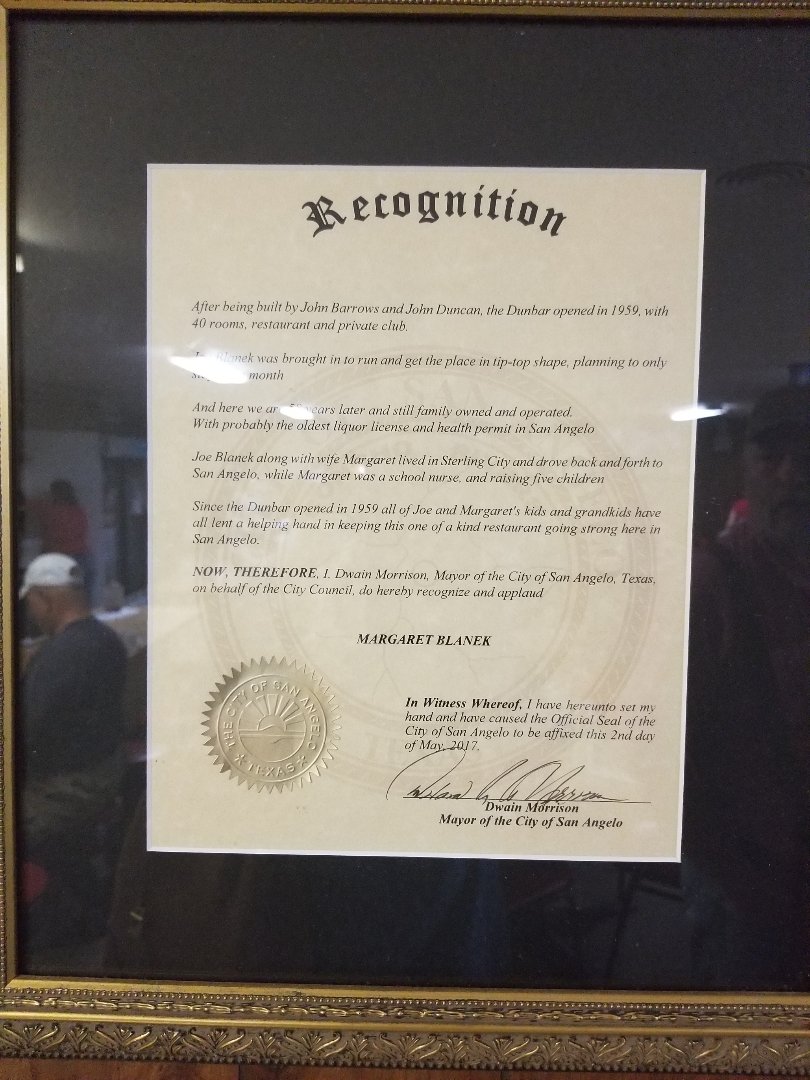 Recognition
After being built by John Barrows and John Duncan, the Dunbar opened in 1959, with
40 rooms, restaurant and private club.
Blanek was brought in to run and get the place in tip-top shape, planning to only
month
And here we are 58 years later and still family owned and operated.
With probably the oldest liquor license and health permit in San Angelo
Joe Blanek along with wife Margaret lived in Sterling City and drove back and forth to
San Angelo, while Margaret was a school nurse, and raising five children
Since the Dunbar opened in 1959 all of Joe and Margaret's kids and grandkids have
all lent a helping hand in keeping this one of a kind restaurant going strong here in
San Angelo.
NOW, THEREFORE, I, Dwain Morrison, Mayor of the City of San Angelo, Texas,
on behalf of the City Council, do hereby recognize and applaud
MARGARET BLANEK
THE CITY OF SAN ANGELO
TEXAS
In Witness Whereof, I have hereunto set my
hand and have caused the Official Seal of the
City of San Angelo to be affixed this 2nd day
of May, 2017.
Dwain Morrison
Mayor of the City of San Angelo